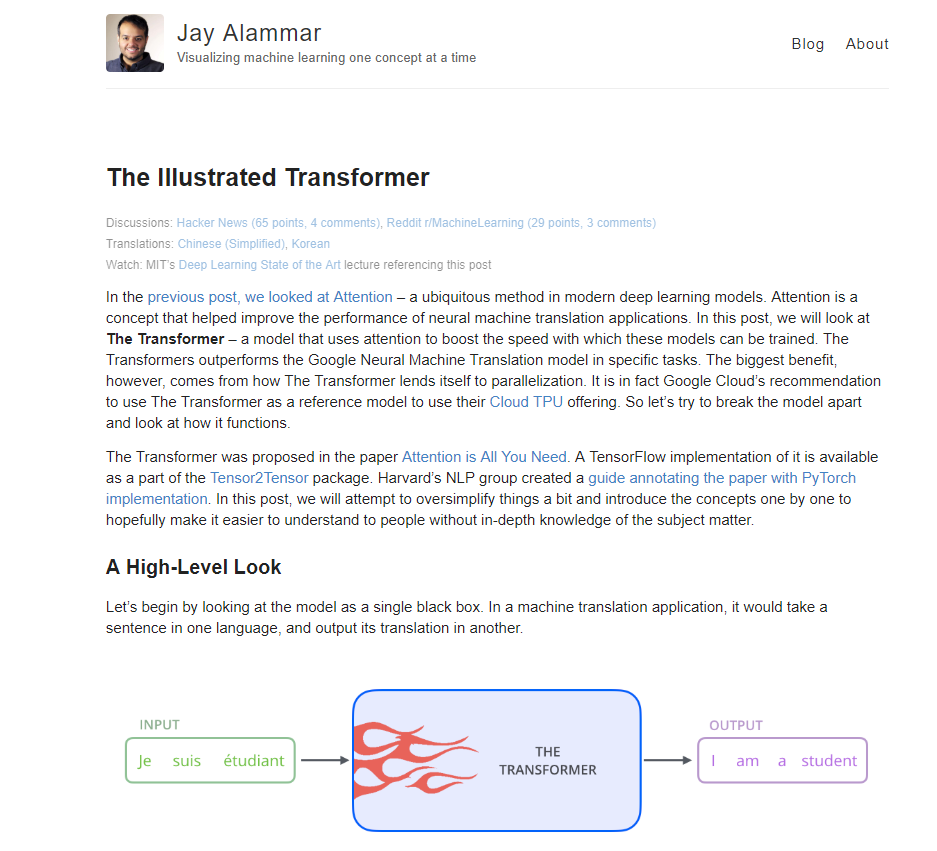 Jay Alammar
Visualizing machine learning one concept at a time
Blog About
The Illustrated Transformer
Discussions: Hacker News (65 points, 4 comments), Reddit r/MachineLearning (29 points, 3 comments)
Translations: Chinese (Simplified), Korean
Watch: MIT’s Deep Learning State of the Art lecture referencing this post
In the previous post, we looked at Attention – a ubiquitous method in modern deep learning models. Attention is a
concept that helped improve the performance of neural machine translation applications. In this post, we will look at
The Transformer – a model that uses attention to boost the speed with which these models can be trained. The
Transformers outperforms the Google Neural Machine Translation model in specific tasks. The biggest benefit,
however, comes from how The Transformer lends itself to parallelization. It is in fact Google Cloud’s recommendation
to use The Transformer as a reference model to use their Cloud TPU offering. So let’s try to break the model apart
and look at how it functions.
The Transformer was proposed in the paper Attention is All You Need. A TensorFlow implementation of it is available
as a part of the Tensor2Tensor package. Harvard’s NLP group created a guide annotating the paper with PyTorch
implementation. In this post, we will attempt to oversimplify things a bit and introduce the concepts one by one to
hopefully make it easier to understand to people without in-depth knowledge of the subject matter.
A High-Level Look
Let’s begin by looking at the model as a single black box. In a machine translation application, it would take a
sentence in one language, and output its translation in another.
INPUT
Je suis étudiant
THE
TRANSFORMER
OUTPUT
I am a student